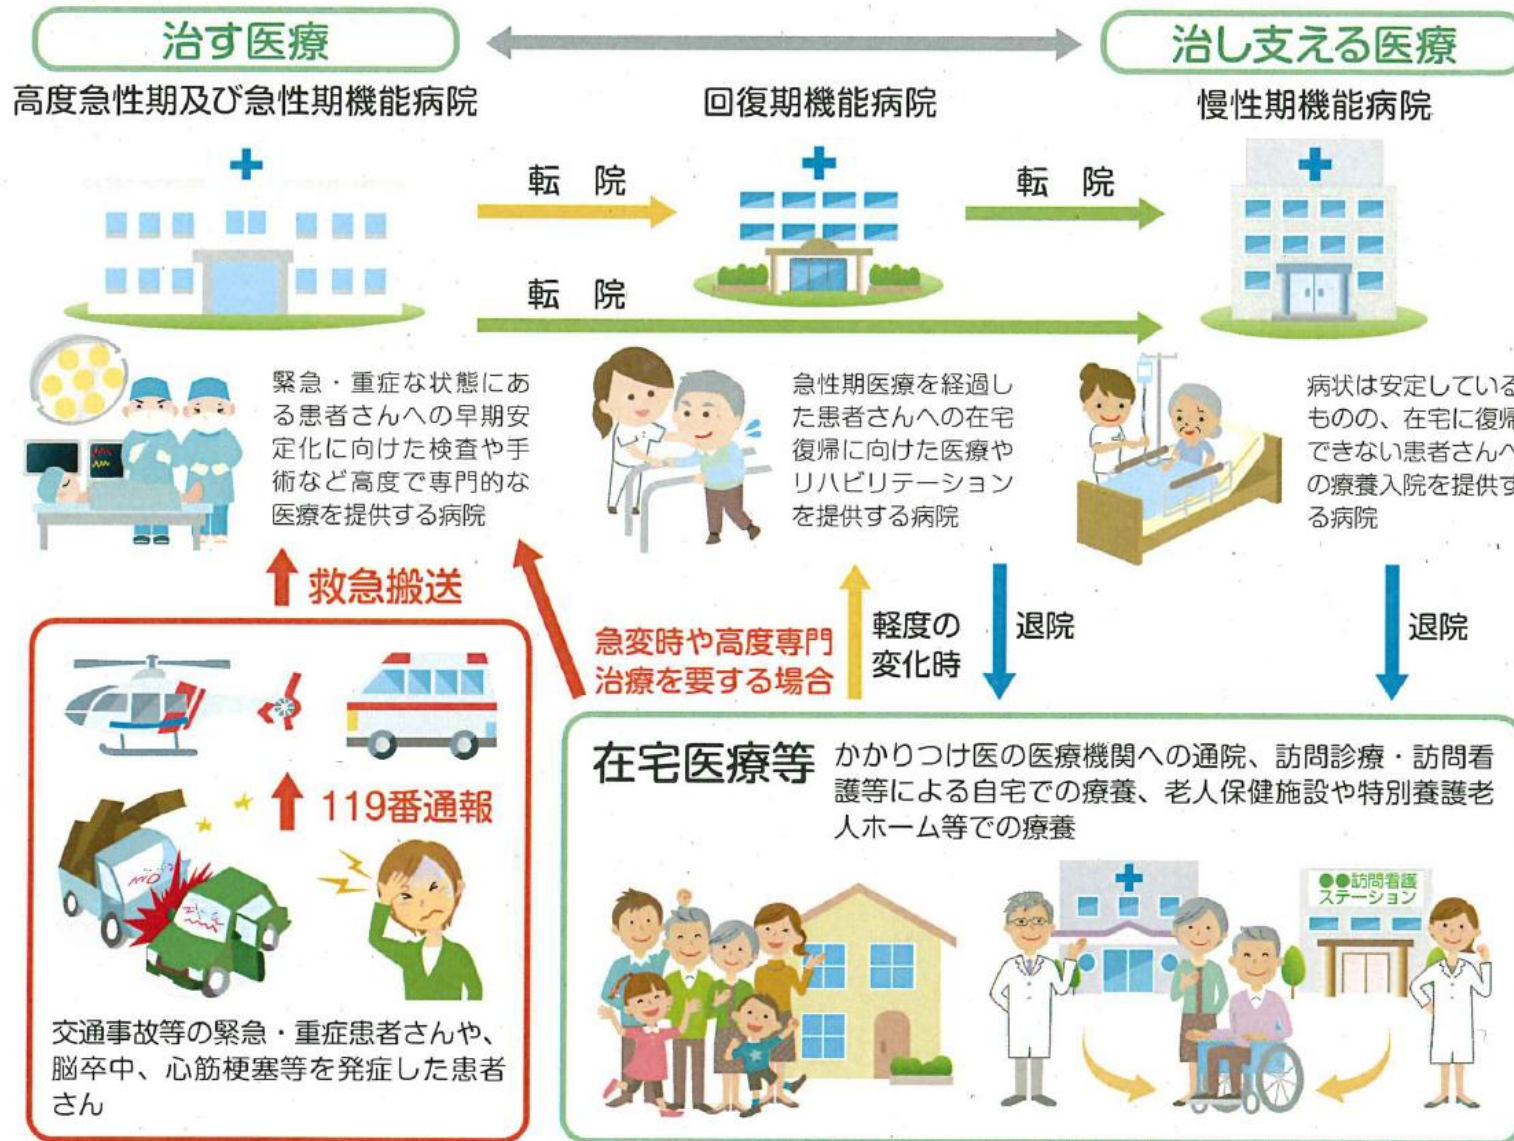 治す医療
治し支える医療
高度急性期及び急性期機能病院
回復期機能病院
慢性期機能病院
転 院
転 院
転 院
緊急・重症な状態にあ
る患者さんへの早期安
定化に向けた検査や手
術など高度で専門的な
医療を提供する病院
急性期医療を経過し
た患者さんへの在宅
復帰に向けた医療や
リハビリテーション
を提供する病院
病状は安定している
ものの、在宅に復帰
できない患者さんへ
の療養入院を提供す
る病院
救急搬送
急変時や高度専門
治療を要する場合
軽度の
変化時
退院
退院
119番通報
交通事故等の緊急・重症患者さんや、
脳卒中、心筋梗塞等を発症した患者
さん
在宅医療等
かかりつけ医の医療機関への通院、訪問診療・訪問看
護等による自宅での療養、老人保健施設や特別養護老
人ホーム等での療養
●●訪問看護
ステーション